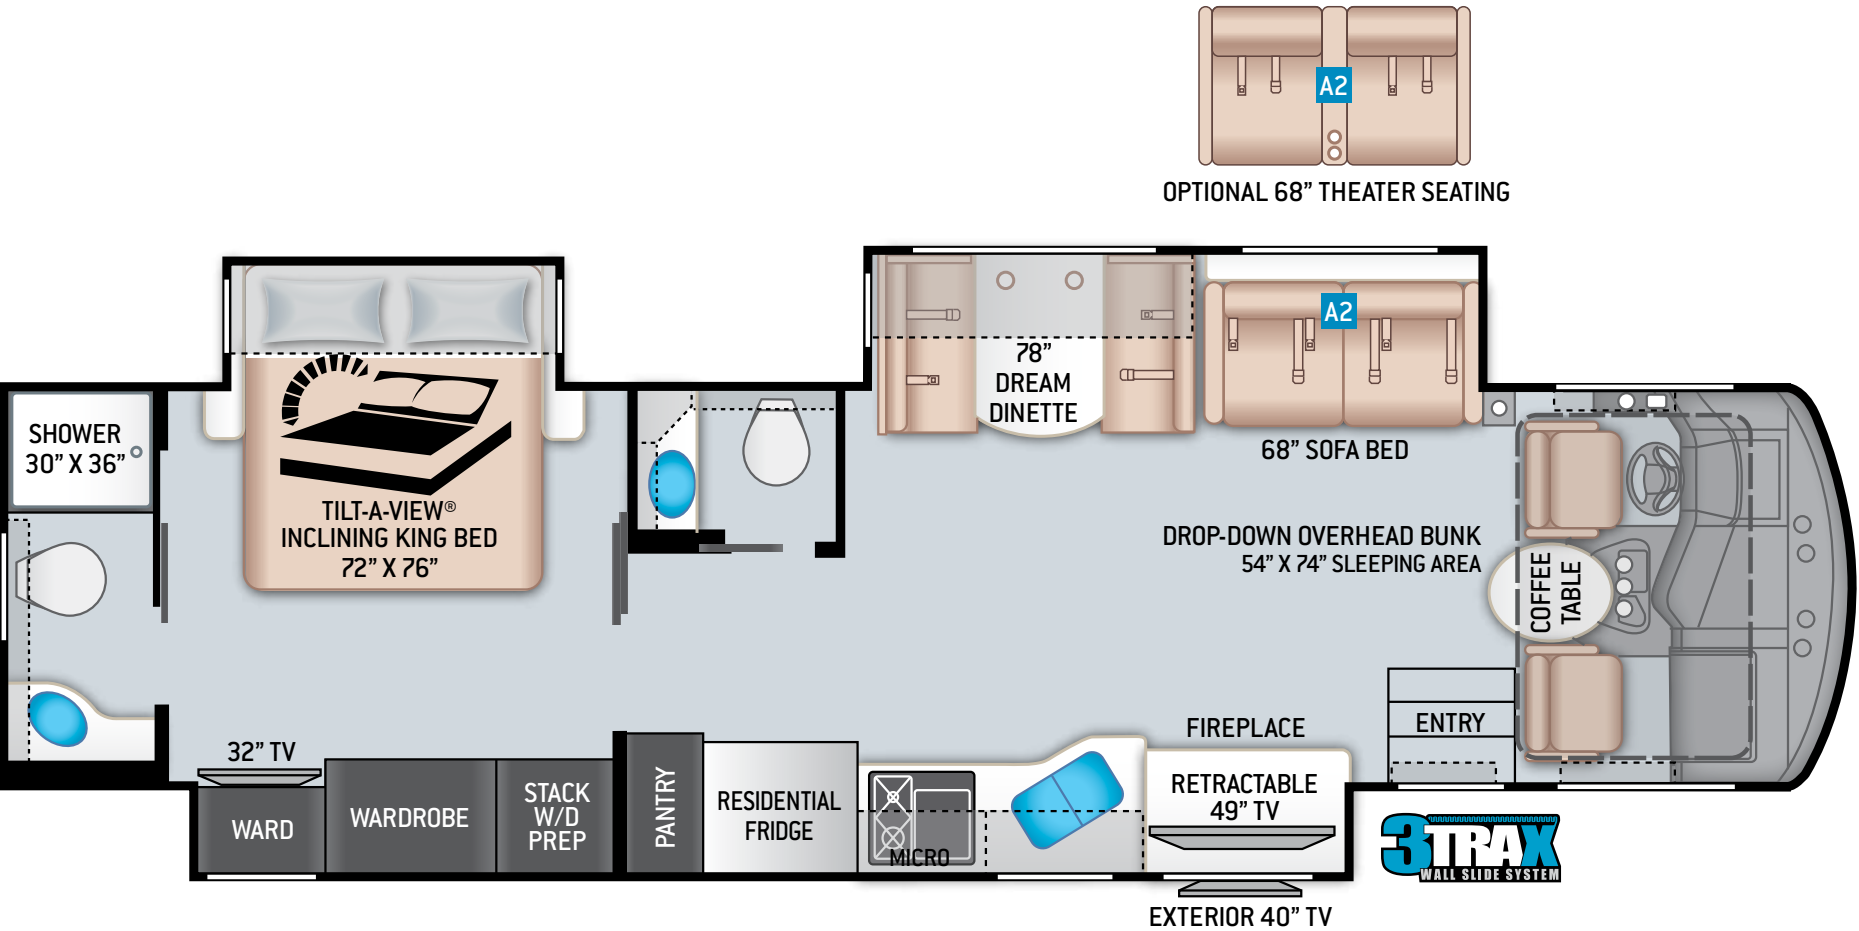 A2
OPTIONAL 68” THEATER SEATING
A2
78”
DREAM
DINETTE
68” SOFA BED
SHOWER
30” X 36”
TILT-A-VIEW®
INCLINING KING BED
72” X 76”
DROP-DOWN OVERHEAD BUNK
54” X 74” SLEEPING AREA
COFFEE
TABLE
ENTRY
FIREPLACE
RETRACTABLE
49” TV
32” TV
WARD
WARDROBE
STACK
W/D
PREP
PANTRY
RESIDENTIAL
FRIDGE
MICRO
EXTERIOR 40” TV
3TRAX
WALL SLIDE SYSTEM